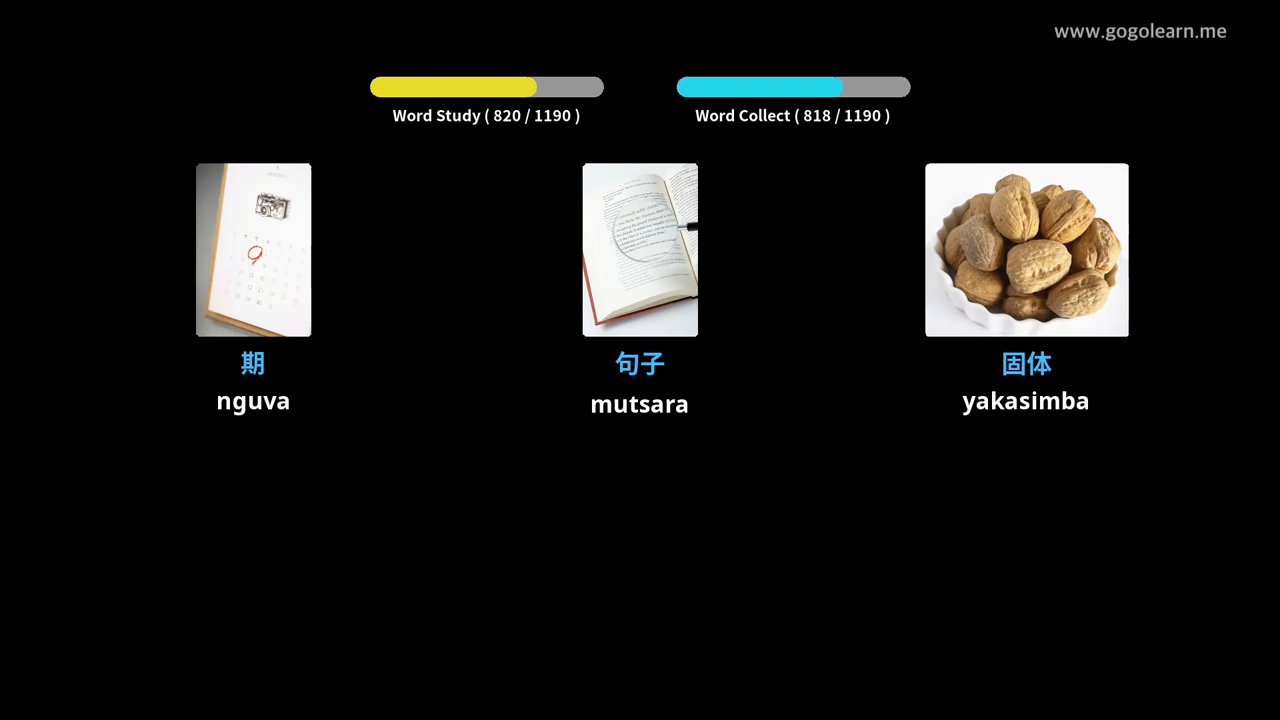 www.gogolearn.me
Word Study ( 820 / 1190 )
Word Collect ( 818 / 1190 )
期
nguva
句子
mutsara
固体
yakasimba